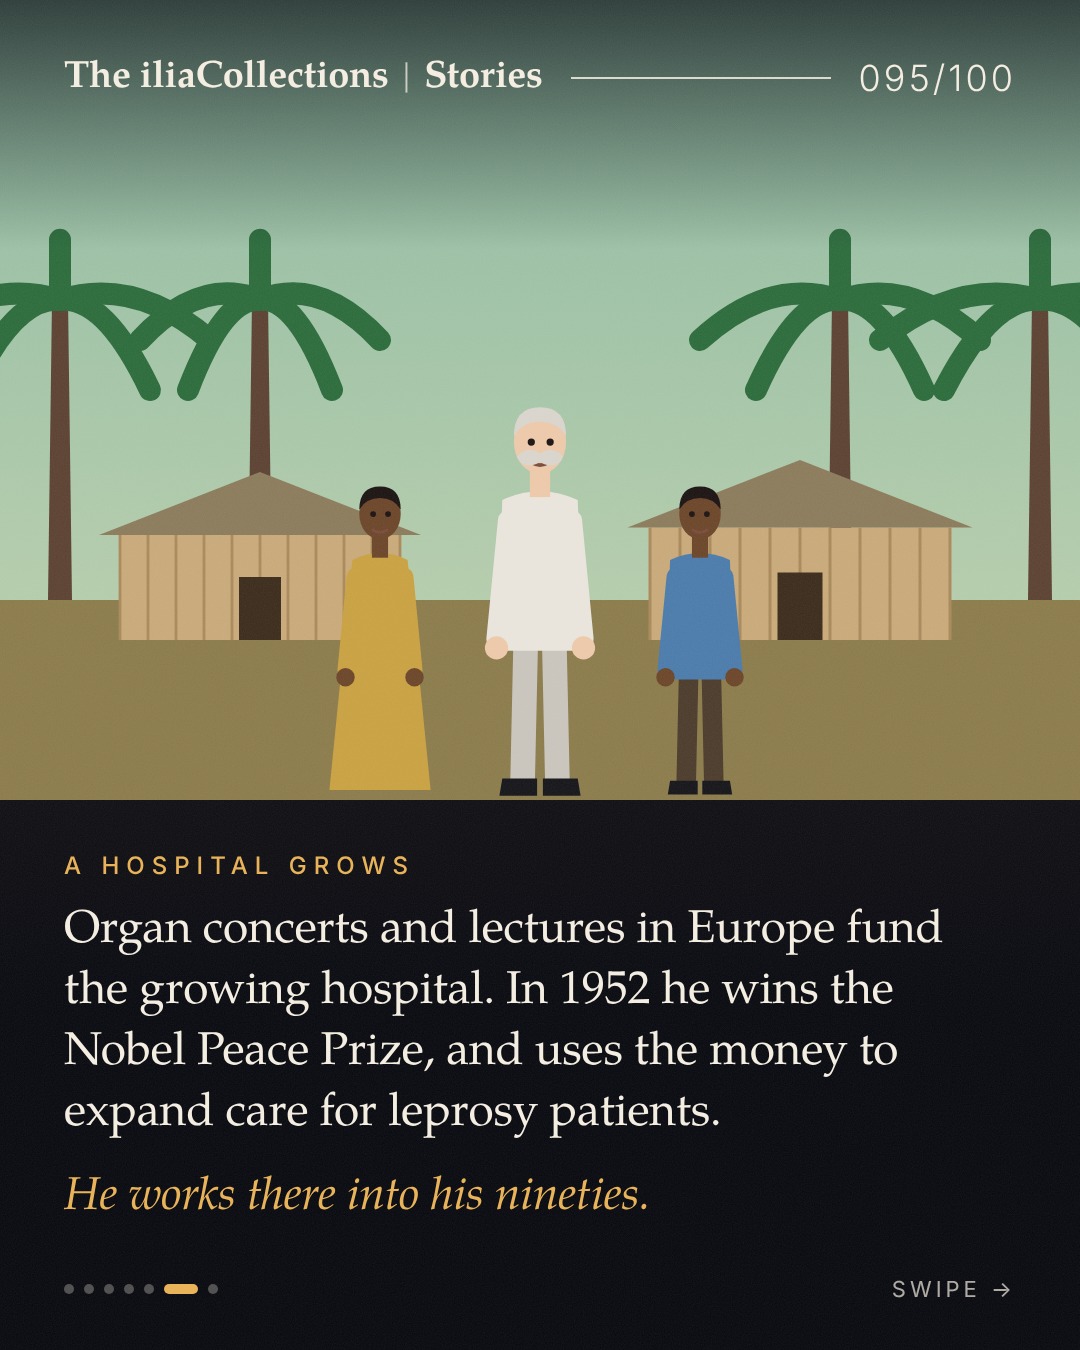 The iliaCollections | Stories 095/100
A HOSPITAL GROWS
Organ concerts and lectures in Europe fund
the growing hospital. In 1952 he wins the
Nobel Peace Prize, and uses the money to
expand care for leprosy patients.
He works there into his nineties.
SWIPE →